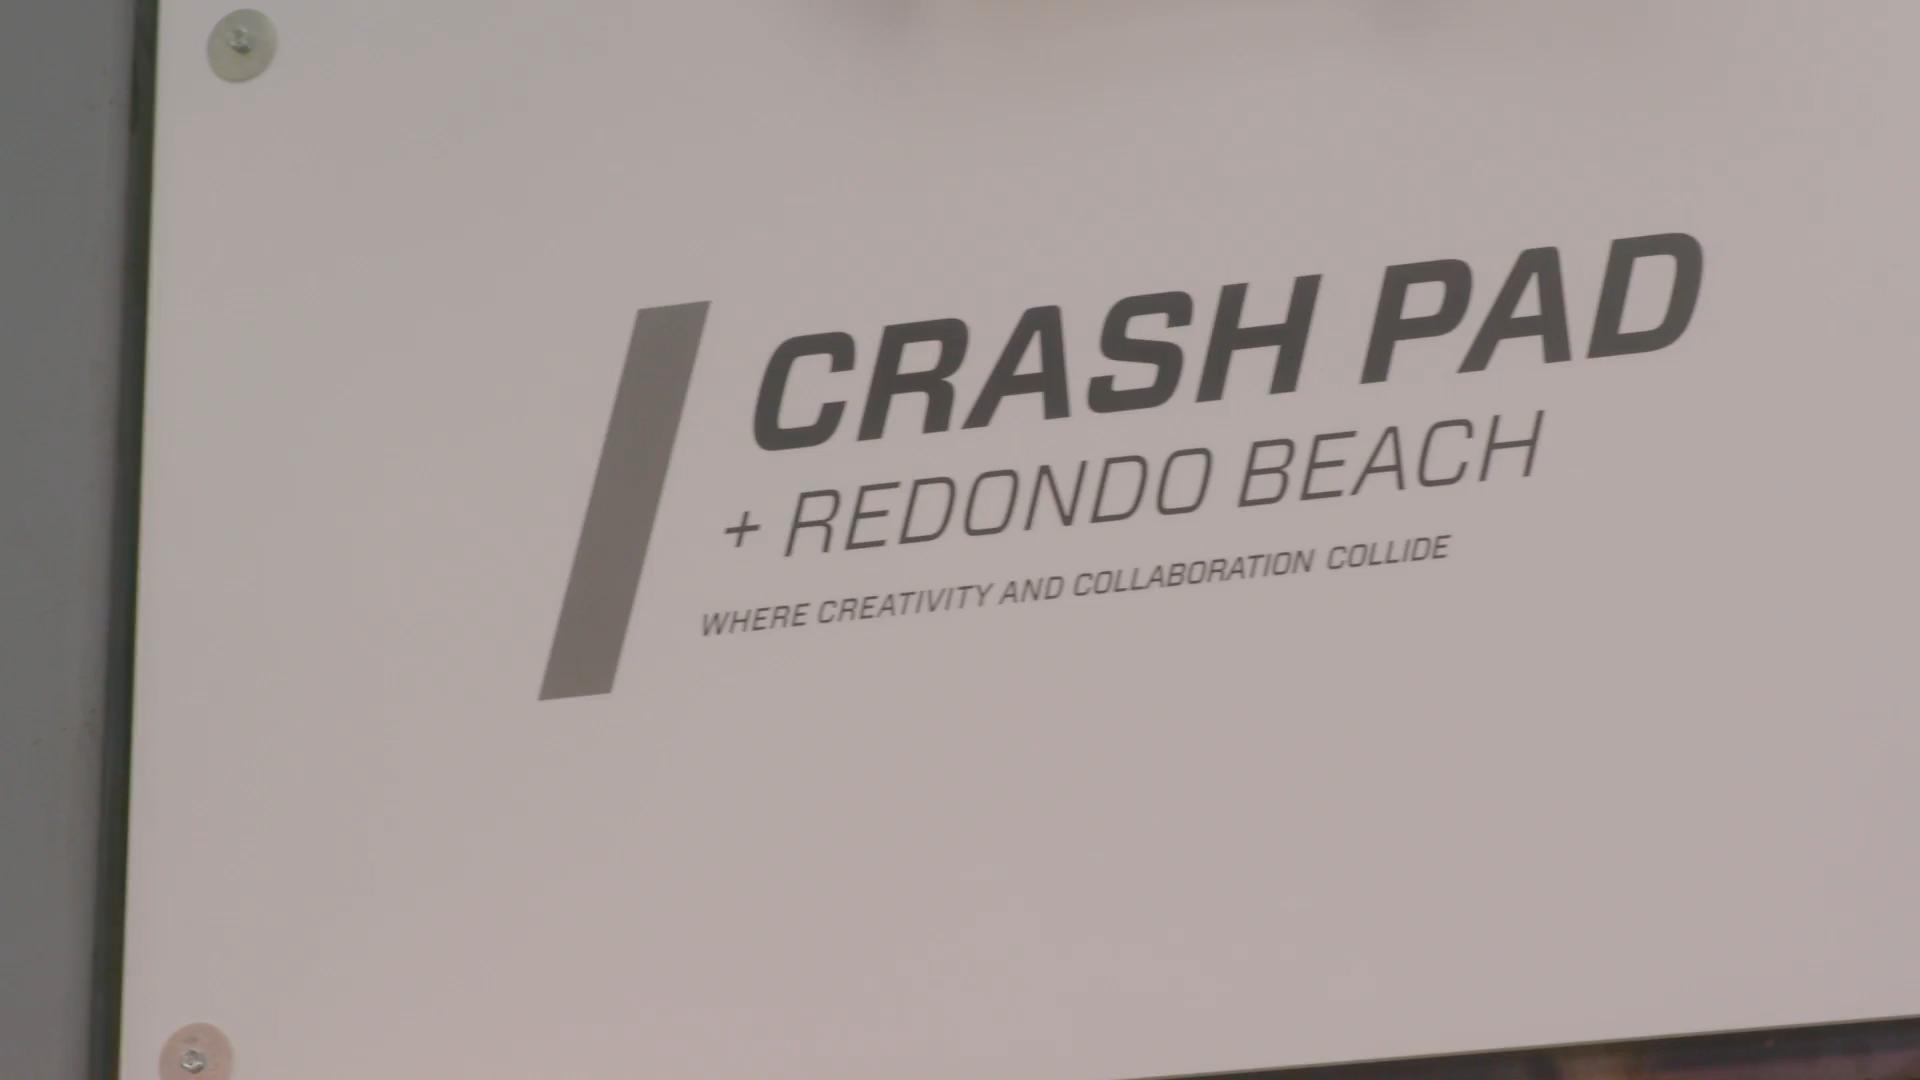 CRASH PAD
+ REDONDO BEACH
WHERE CREATIVITY AND COLLABORATION COLLIDE